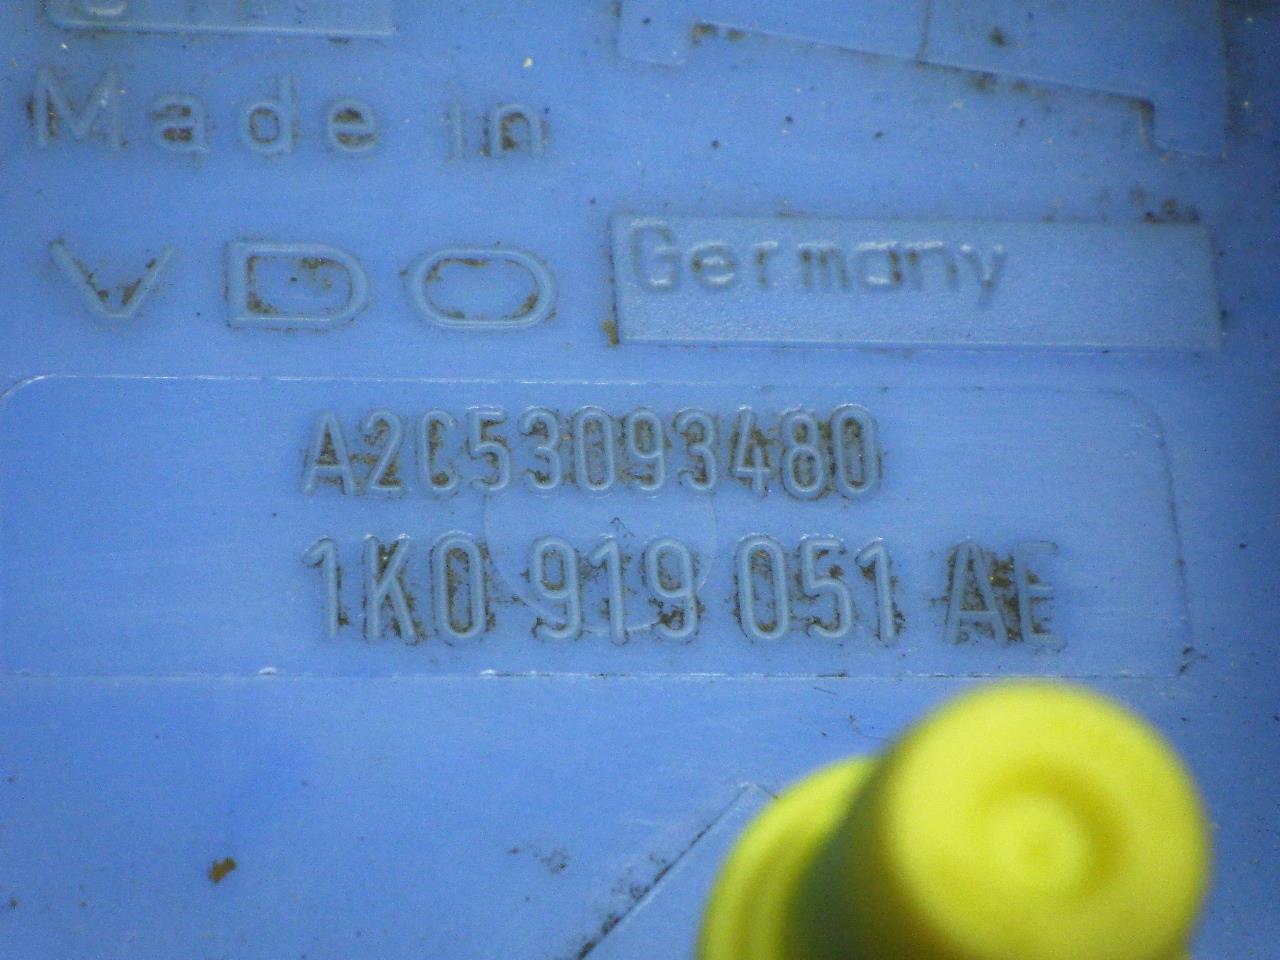 Made in
VDO Germany
A2C53093480
1K0 919 051 AE